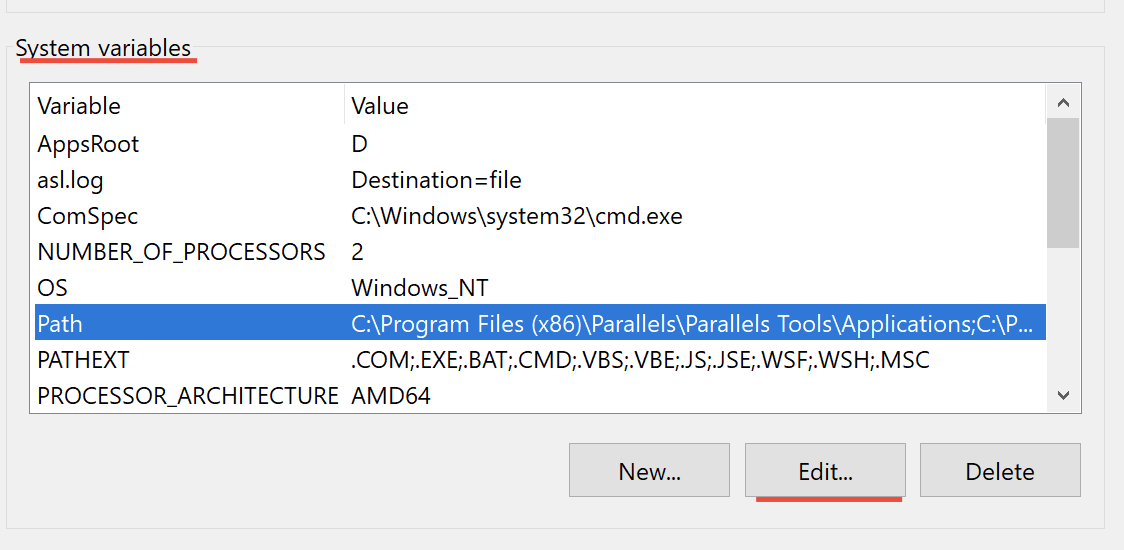 System variables
Variable Value
AppsRoot D
asl.log Destination=file
ComSpec C:\Windows\system32\cmd.exe
NUMBER_OF_PROCESSORS 2
OS Windows_NT
Path C:\Program Files (x86)\Parallels\Parallels Tools\Applications;C:\P...
PATHEXT .COM;.EXE;.BAT;.CMD;.VBS;.VBE;.JS;.JSE;.WSF;.WSH;.MSC
PROCESSOR_ARCHITECTURE AMD64
New... Edit... Delete